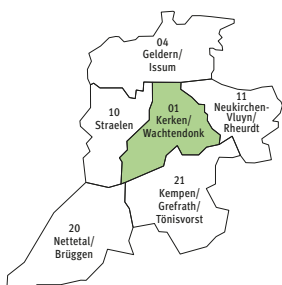 04
Geldern/
Issum
11
Neukirchen-
Vluyn/
Rheurdt
01
Kerken/
Wachtendonk
10
Straelen
21
Kempen/
Grefrath/
Tönisvorst
20
Nettetal/
Brüggen